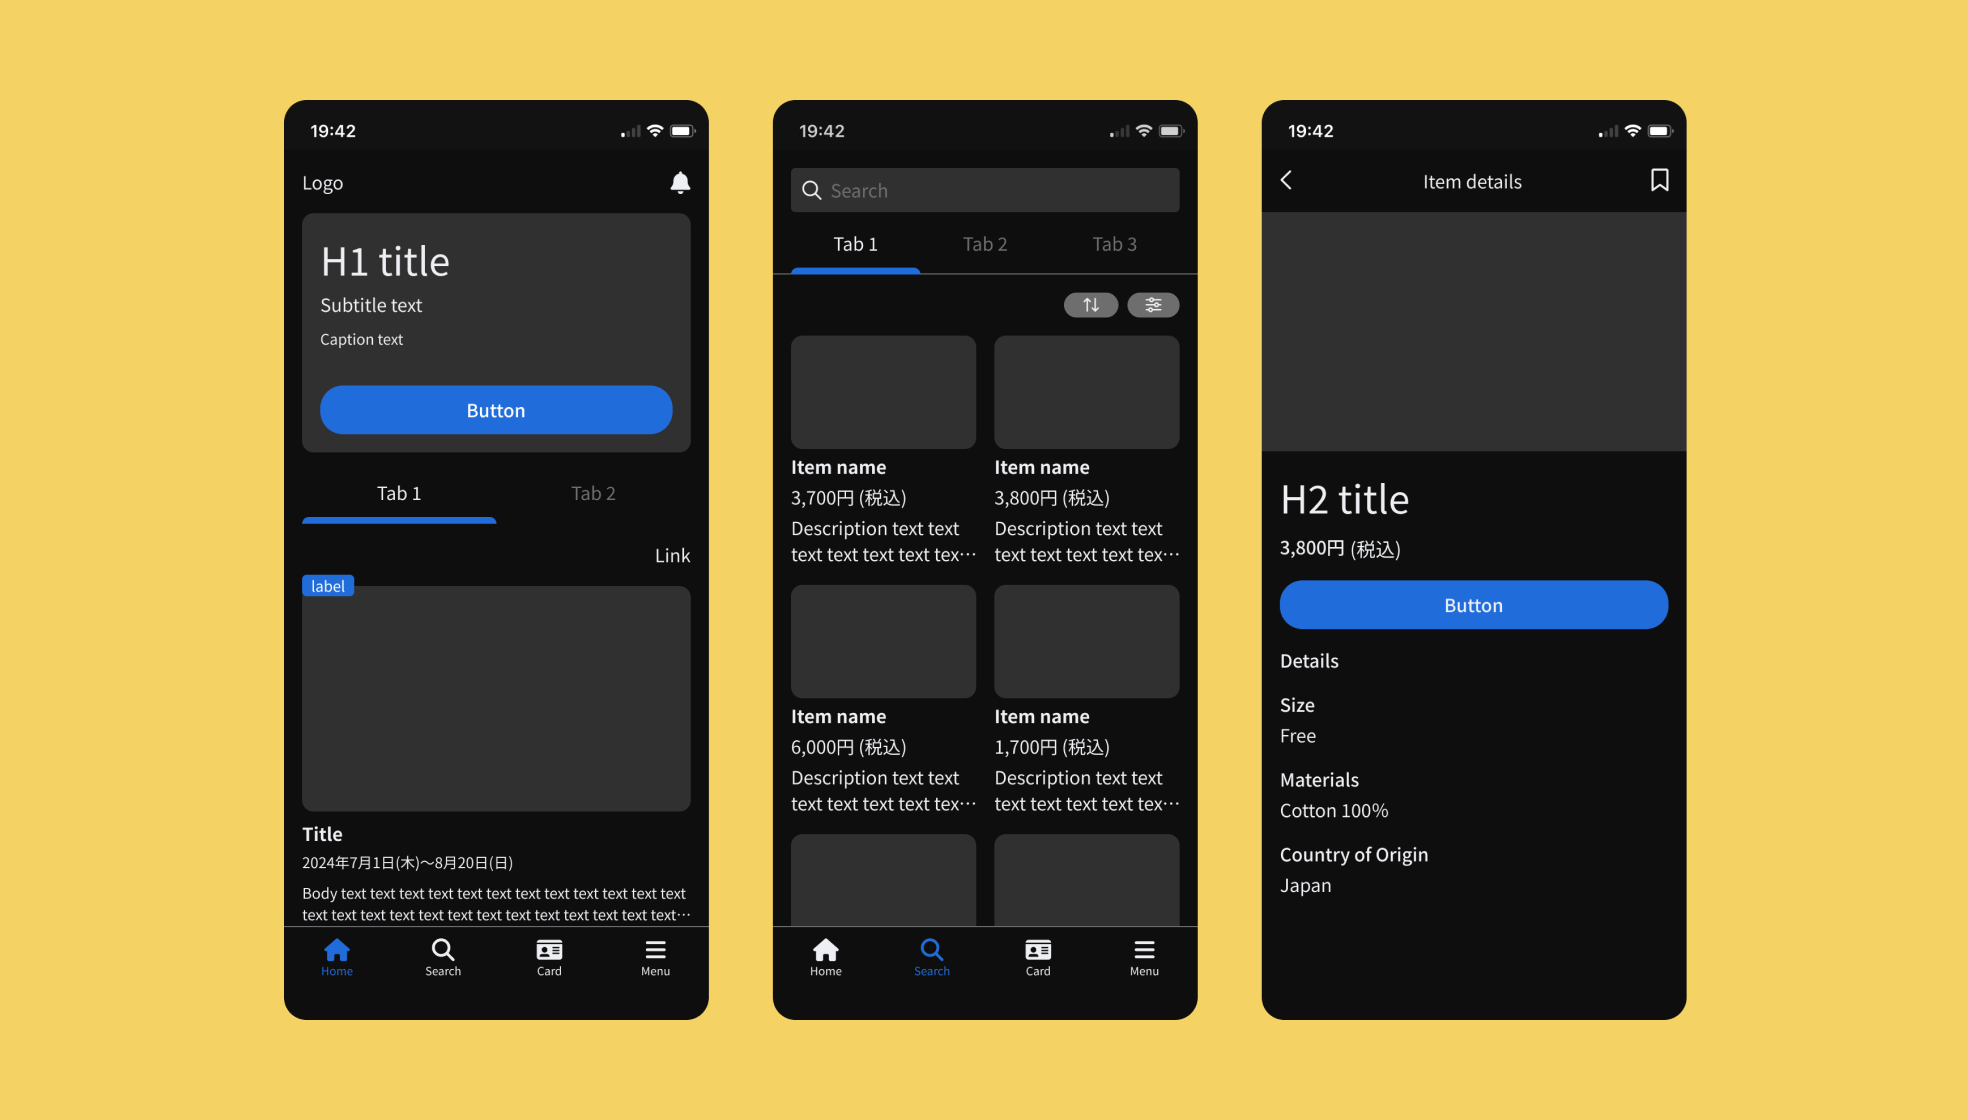 19:42
Logo
H1 title
Subtitle text
Caption text
Button
Tab 1 Tab 2
Link
label
Title
2024年7月1日(木)〜8月20日(日)
Body text text text text text text text text text text text text
text text text text text text text text text text text text text…
Home Search Card Menu
19:42
Search
Tab 1 Tab 2 Tab 3
Item name Item name
3,700円 (税込) 3,800円 (税込)
Description text text Description text text
text text text text tex… text text text text tex…
Item name Item name
6,000円 (税込) 1,700円 (税込)
Description text text Description text text
text text text text tex… text text text text tex…
Home Search Card Menu
19:42
Item details
H2 title
3,800円 (税込)
Button
Details
Size
Free
Materials
Cotton 100%
Country of Origin
Japan